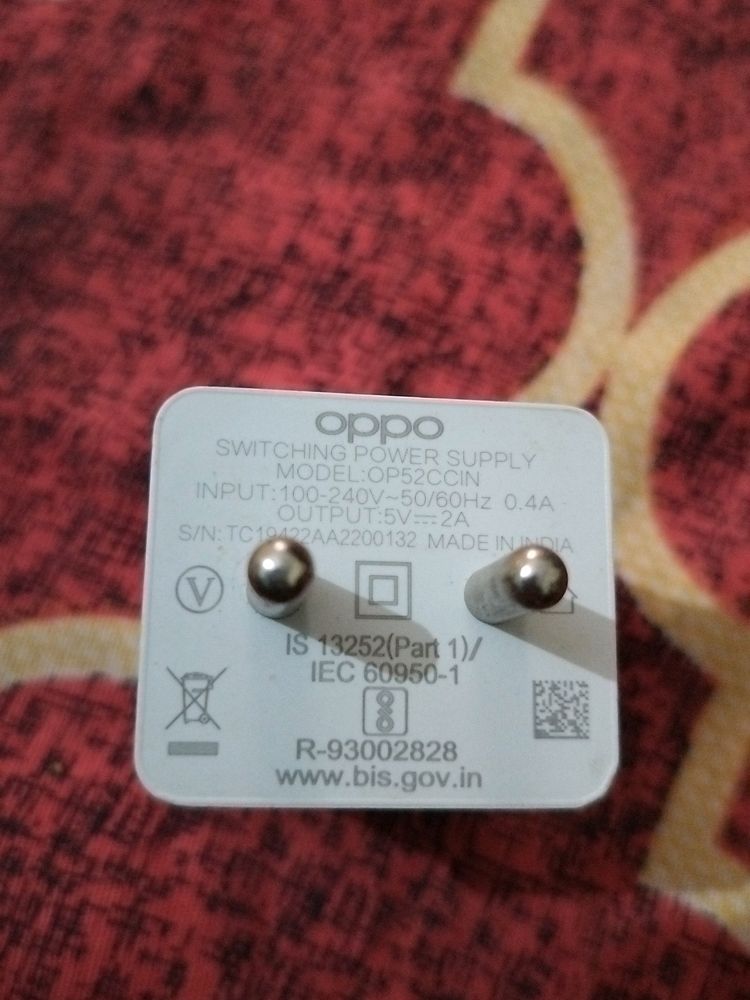 oppo
SWITCHING POWER SUPPLY
MODEL:OP52CCIN
INPUT:100-240V~50/60Hz 0.4A
OUTPUT:5V⎓2A
S/N: TC19422AA2200132 MADE IN INDIA
V
IS 13252(Part 1)/
IEC 60950-1
R-93002828
www.bis.gov.in